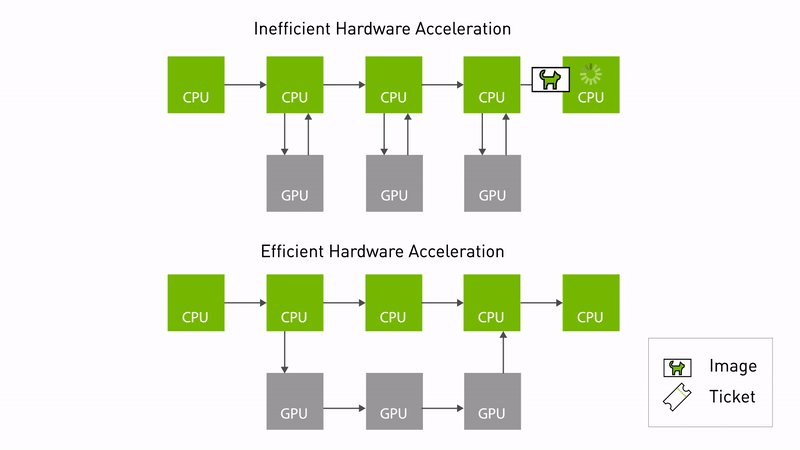 Inefficient Hardware Acceleration
CPU CPU CPU CPU CPU
GPU GPU GPU
Efficient Hardware Acceleration
CPU CPU CPU CPU CPU
GPU GPU GPU
Image
Ticket